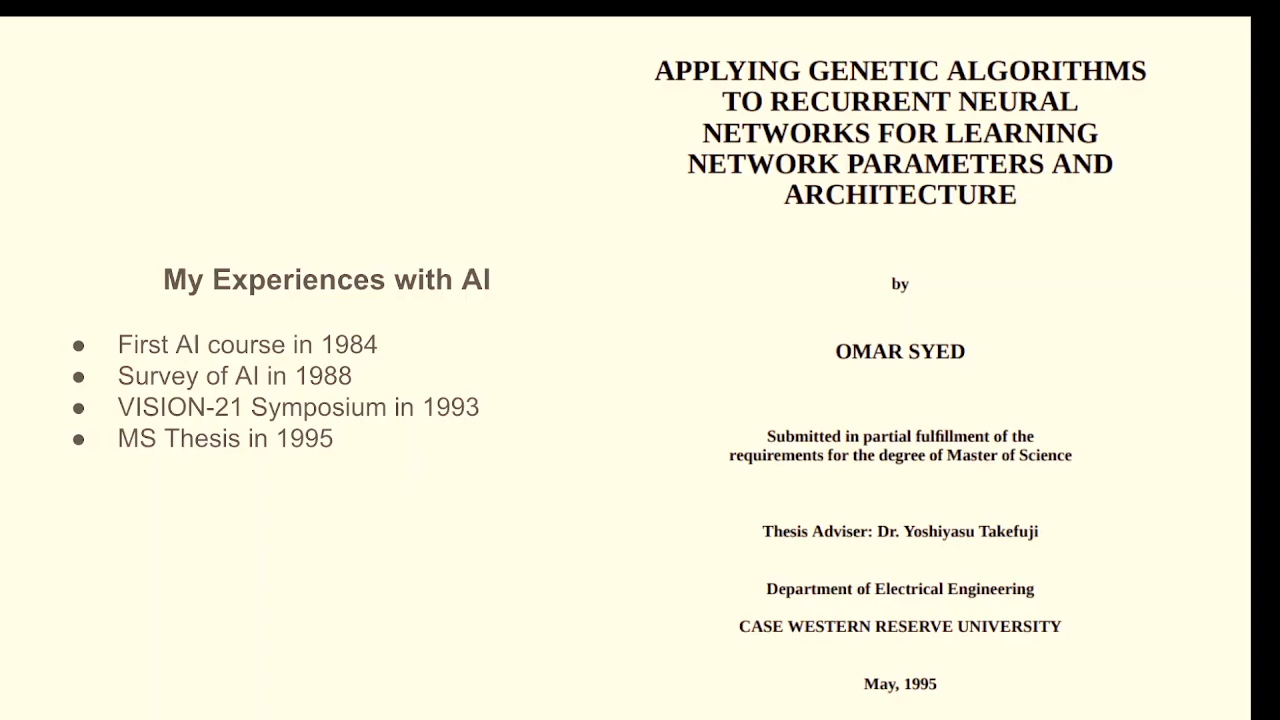 My Experiences with AI
● First AI course in 1984
● Survey of AI in 1988
● VISION-21 Symposium in 1993
● MS Thesis in 1995
APPLYING GENETIC ALGORITHMS
TO RECURRENT NEURAL
NETWORKS FOR LEARNING
NETWORK PARAMETERS AND
ARCHITECTURE
by
OMAR SYED
Submitted in partial fulfillment of the
requirements for the degree of Master of Science
Thesis Adviser: Dr. Yoshiyasu Takefuji
Department of Electrical Engineering
CASE WESTERN RESERVE UNIVERSITY
May, 1995